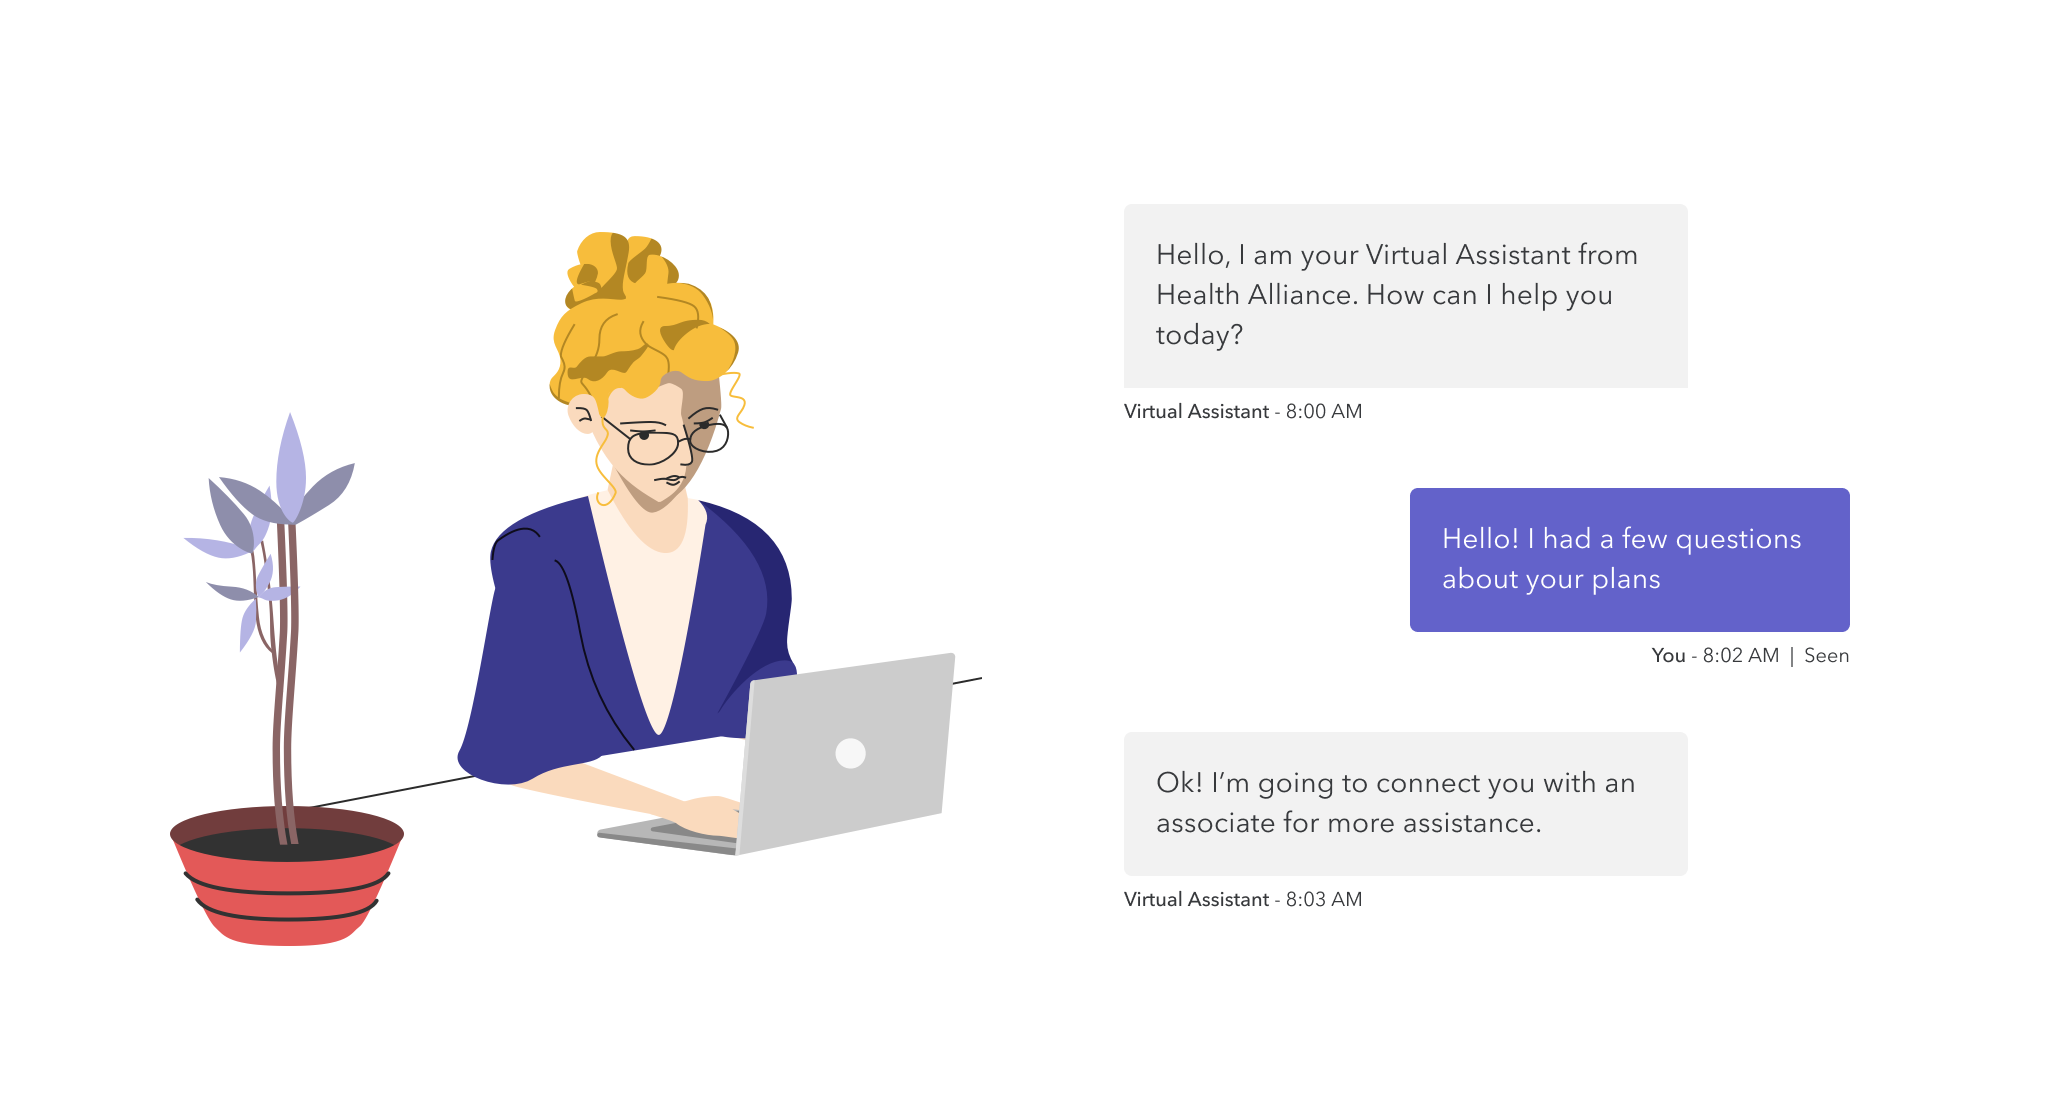 Hello, I am your Virtual Assistant from
Health Alliance. How can I help you
today?
Virtual Assistant - 8:00 AM
Hello! I had a few questions
about your plans
You - 8:02 AM | Seen
Ok! I’m going to connect you with an
associate for more assistance.
Virtual Assistant - 8:03 AM